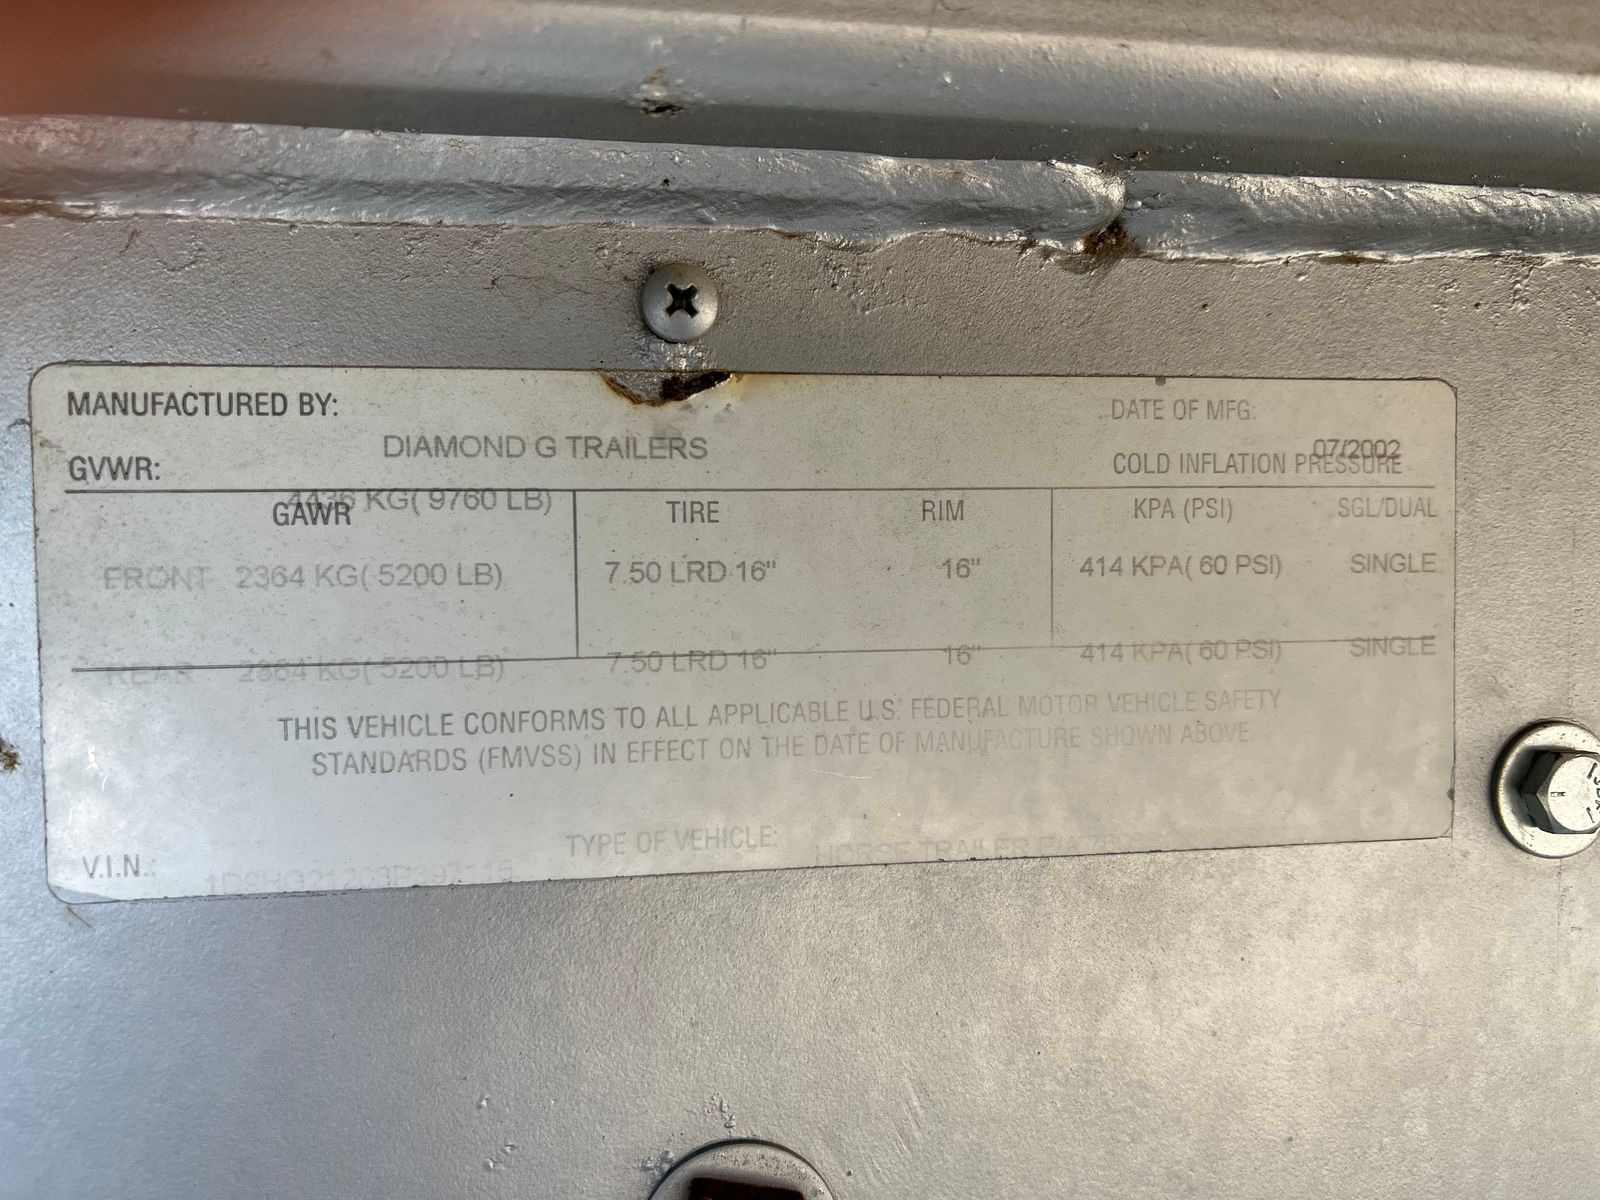 MANUFACTURED BY: DATE OF MFG:
DIAMOND G TRAILERS 07/2002
GVWR: COLD INFLATION PRESSURE
4436 KG( 9760 LB)
GAWR TIRE RIM KPA (PSI) SGL/DUAL
FRONT 2364 KG( 5200 LB) 7.50 LRD 16" 16" 414 KPA( 60 PSI) SINGLE
REAR 2364 KG( 5200 LB) 7.50 LRD 16" 16" 414 KPA( 60 PSI) SINGLE
THIS VEHICLE CONFORMS TO ALL APPLICABLE U.S. FEDERAL MOTOR VEHICLE SAFETY
STANDARDS (FMVSS) IN EFFECT ON THE DATE OF MANUFACTURE SHOWN ABOVE.
TYPE OF VEHICLE: HORSE TRAILER
V.I.N.: